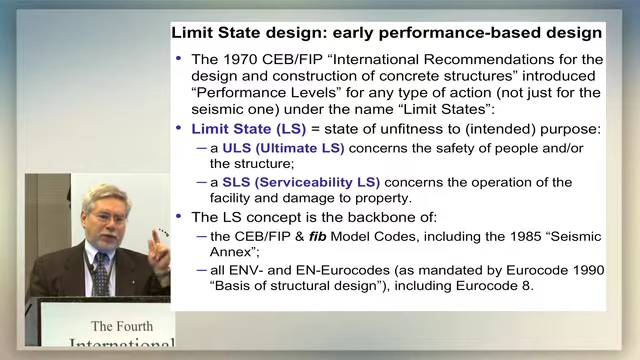 Limit State design: early performance-based design
• The 1970 CEB/FIP “International Recommendations for the
design and construction of concrete structures” introduced
“Performance Levels” for any type of action (not just for the
seismic one) under the name “Limit States”:
• Limit State (LS) = state of unfitness to (intended) purpose:
– a ULS (Ultimate LS) concerns the safety of people and/or
the structure;
– a SLS (Serviceability LS) concerns the operation of the
facility and damage to property.
• The LS concept is the backbone of:
– the CEB/FIP & fib Model Codes, including the 1985 “Seismic
Annex”;
– all ENV- and EN-Eurocodes (as mandated by Eurocode 1990
“Basis of structural design”), including Eurocode 8.
The Fourth
International